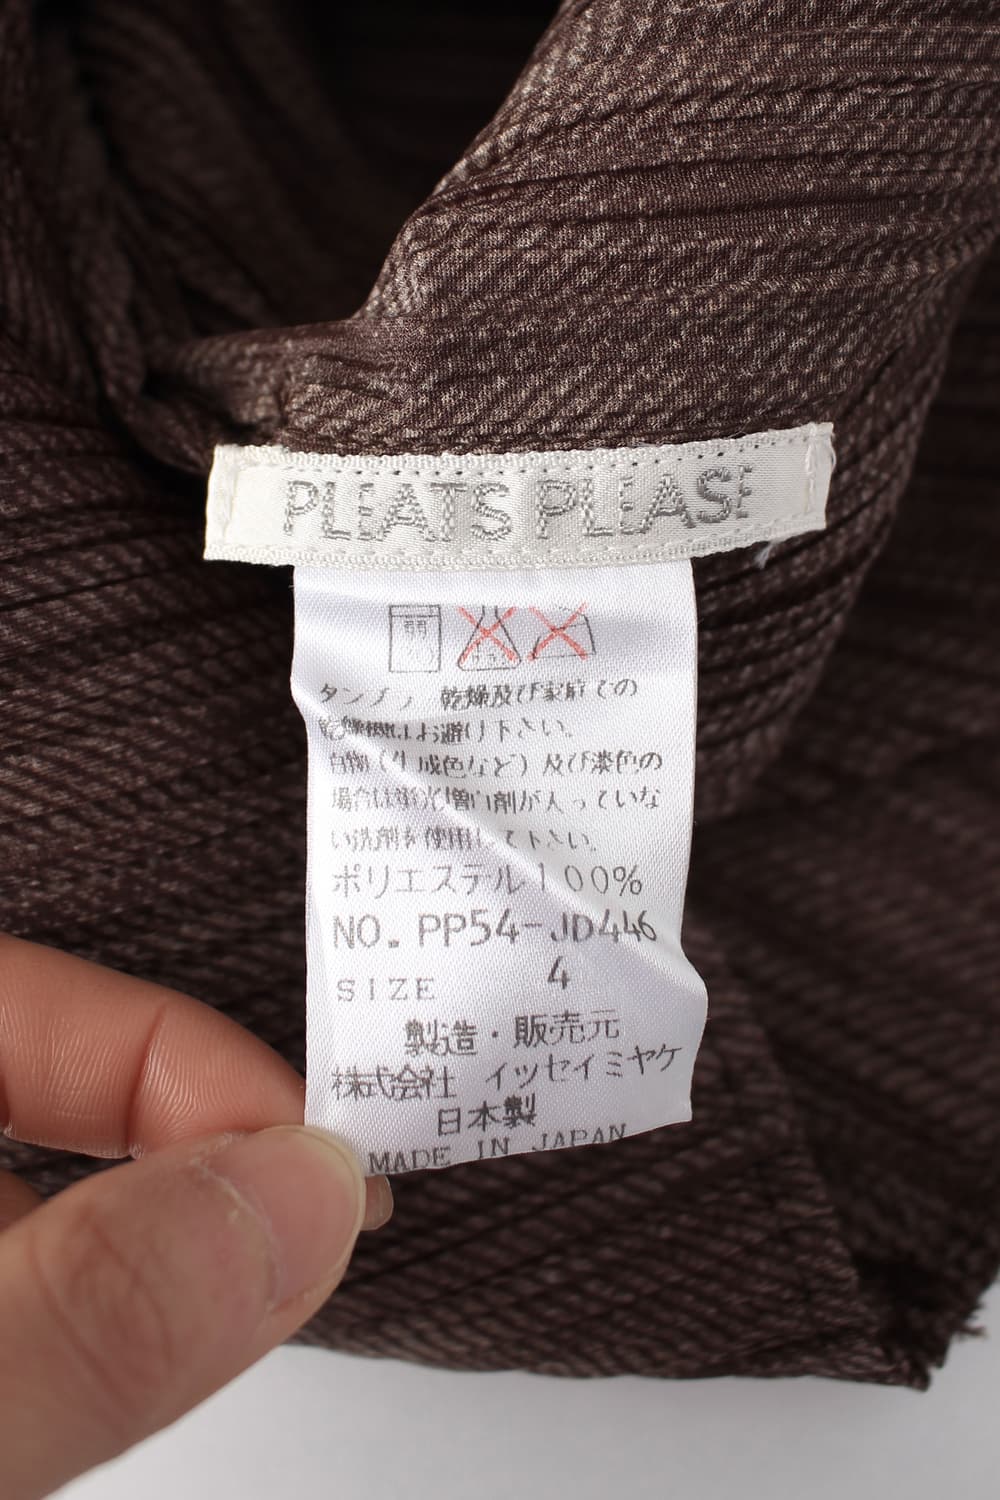 PLEATS PLEASE
弱
タンブラー乾燥及び家庭での
乾燥機はお避け下さい。
白物(生成色など)及び淡色の
場合は蛍光増白剤が入っていな
い洗剤を使用して下さい。
ポリエステル100%
NO. PP54-JD446
SIZE 4
製造・販売元
株式会社 イッセイミヤケ
日本製
MADE IN JAPAN